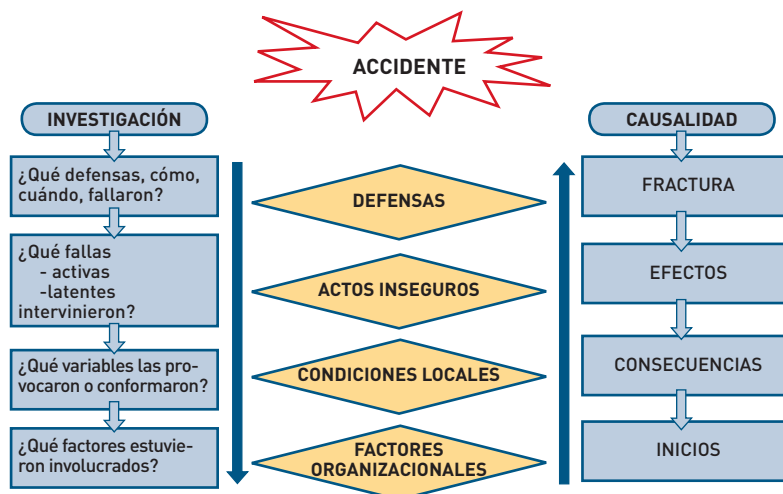 ACCIDENTE
INVESTIGACIÓN
¿Qué defensas, cómo,
cuándo, fallaron?
¿Qué fallas
- activas
-latentes
intervinieron?
¿Qué variables las pro-
vocaron o conformaron?
¿Qué factores estuvie-
ron involucrados?
DEFENSAS
ACTOS INSEGUROS
CONDICIONES LOCALES
FACTORES
ORGANIZACIONALES
CAUSALIDAD
FRACTURA
EFECTOS
CONSECUENCIAS
INICIOS